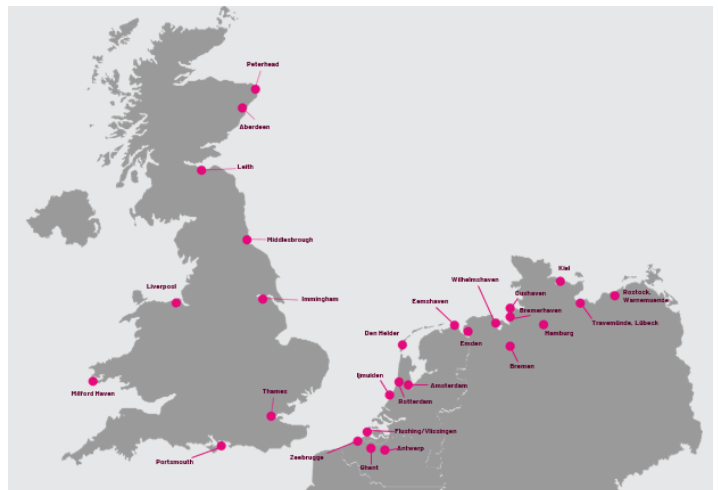 Peterhead
Aberdeen
Leith
Middlesbrough
Liverpool
Immingham
Milford Haven
Thames
Portsmouth
Kiel
Wilhelmshaven
Rostock,
Warnemuende
Cuxhaven
Bremerhaven
Eemshaven
Travemünde, Lübeck
Hamburg
Den Helder
Emden
Bremen
Ijmuiden
Amsterdam
Rotterdam
Flushing/Vlissingen
Zeebrugge
Antwerp
Ghent